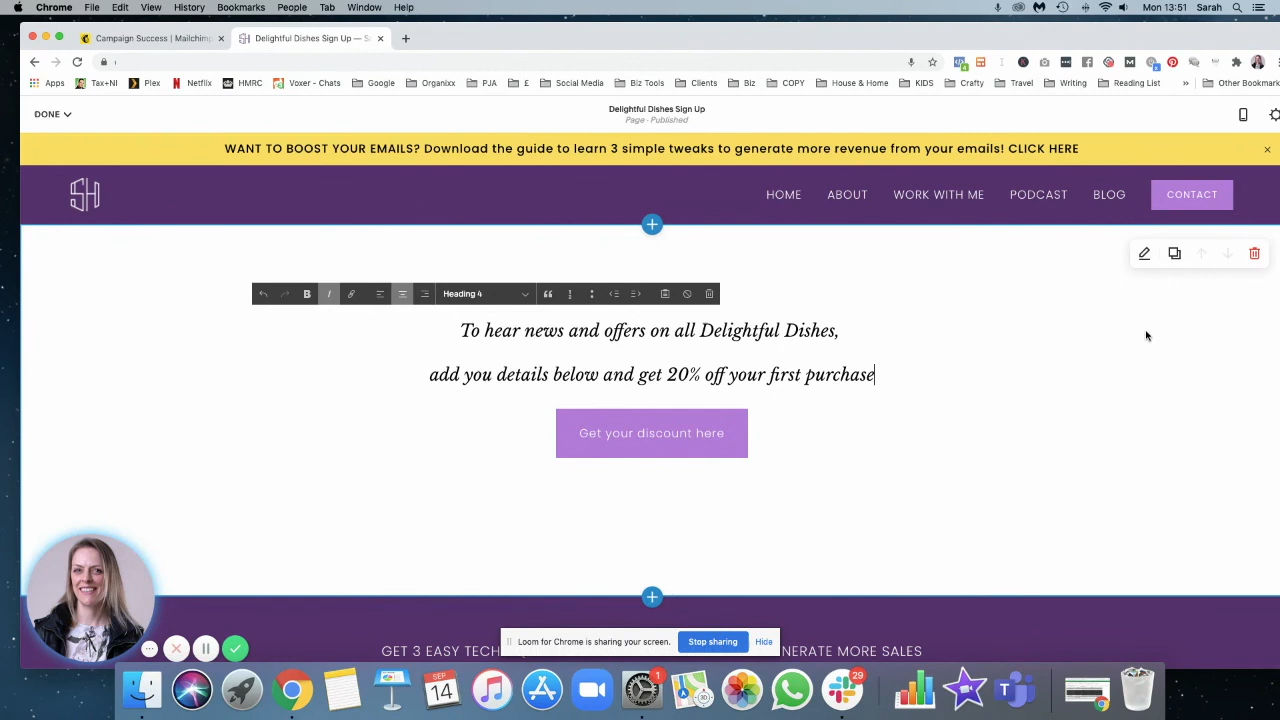 Chrome File Edit View History Bookmarks People Tab Window Help Mon 13:51 Sarah
Campaign Success | Mailchimp Delightful Dishes Sign Up — S
Apps Tax+NI Plex Netflix HMRC Voxer - Chats Google Organixx PJA £ Social Media Biz Tools Clients Biz COPY House & Home KIDS Crafty Travel Writing Reading List » Other Bookmarks
DONE Delightful Dishes Sign Up
Page · Published
WANT TO BOOST YOUR EMAILS? Download the guide to learn 3 simple tweaks to generate more revenue from your emails! CLICK HERE
SH HOME ABOUT WORK WITH ME PODCAST BLOG CONTACT
B I Heading 4
To hear news and offers on all Delightful Dishes,
add you details below and get 20% off your first purchase
Get your discount here
Loom for Chrome is sharing your screen. Stop sharing Hide
GET 3 EASY TECH NERATE MORE SALES
SEP
14
3D
1
29